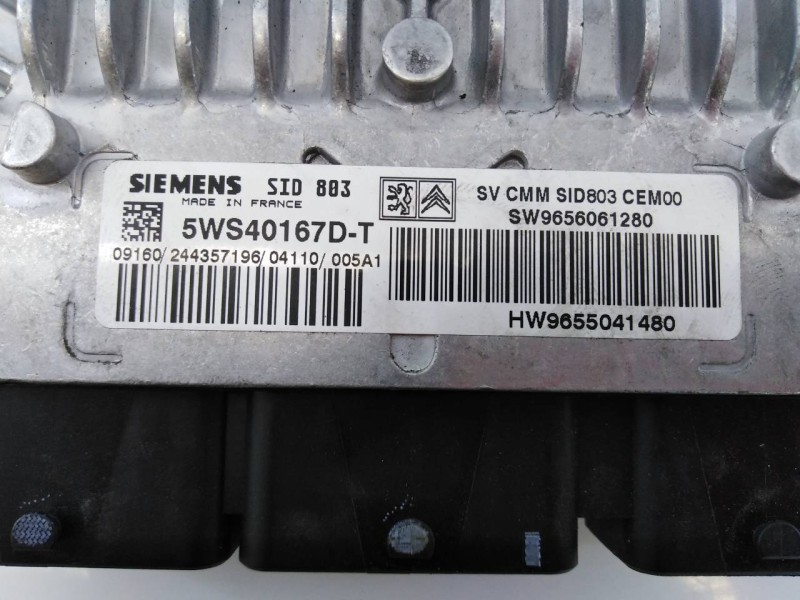 SIEMENS SID 803
MADE IN FRANCE
5WS40167D-T
09160/244357196/04110/005A1
SV CMM SID803 CEM00
SW9656061280
HW9655041480